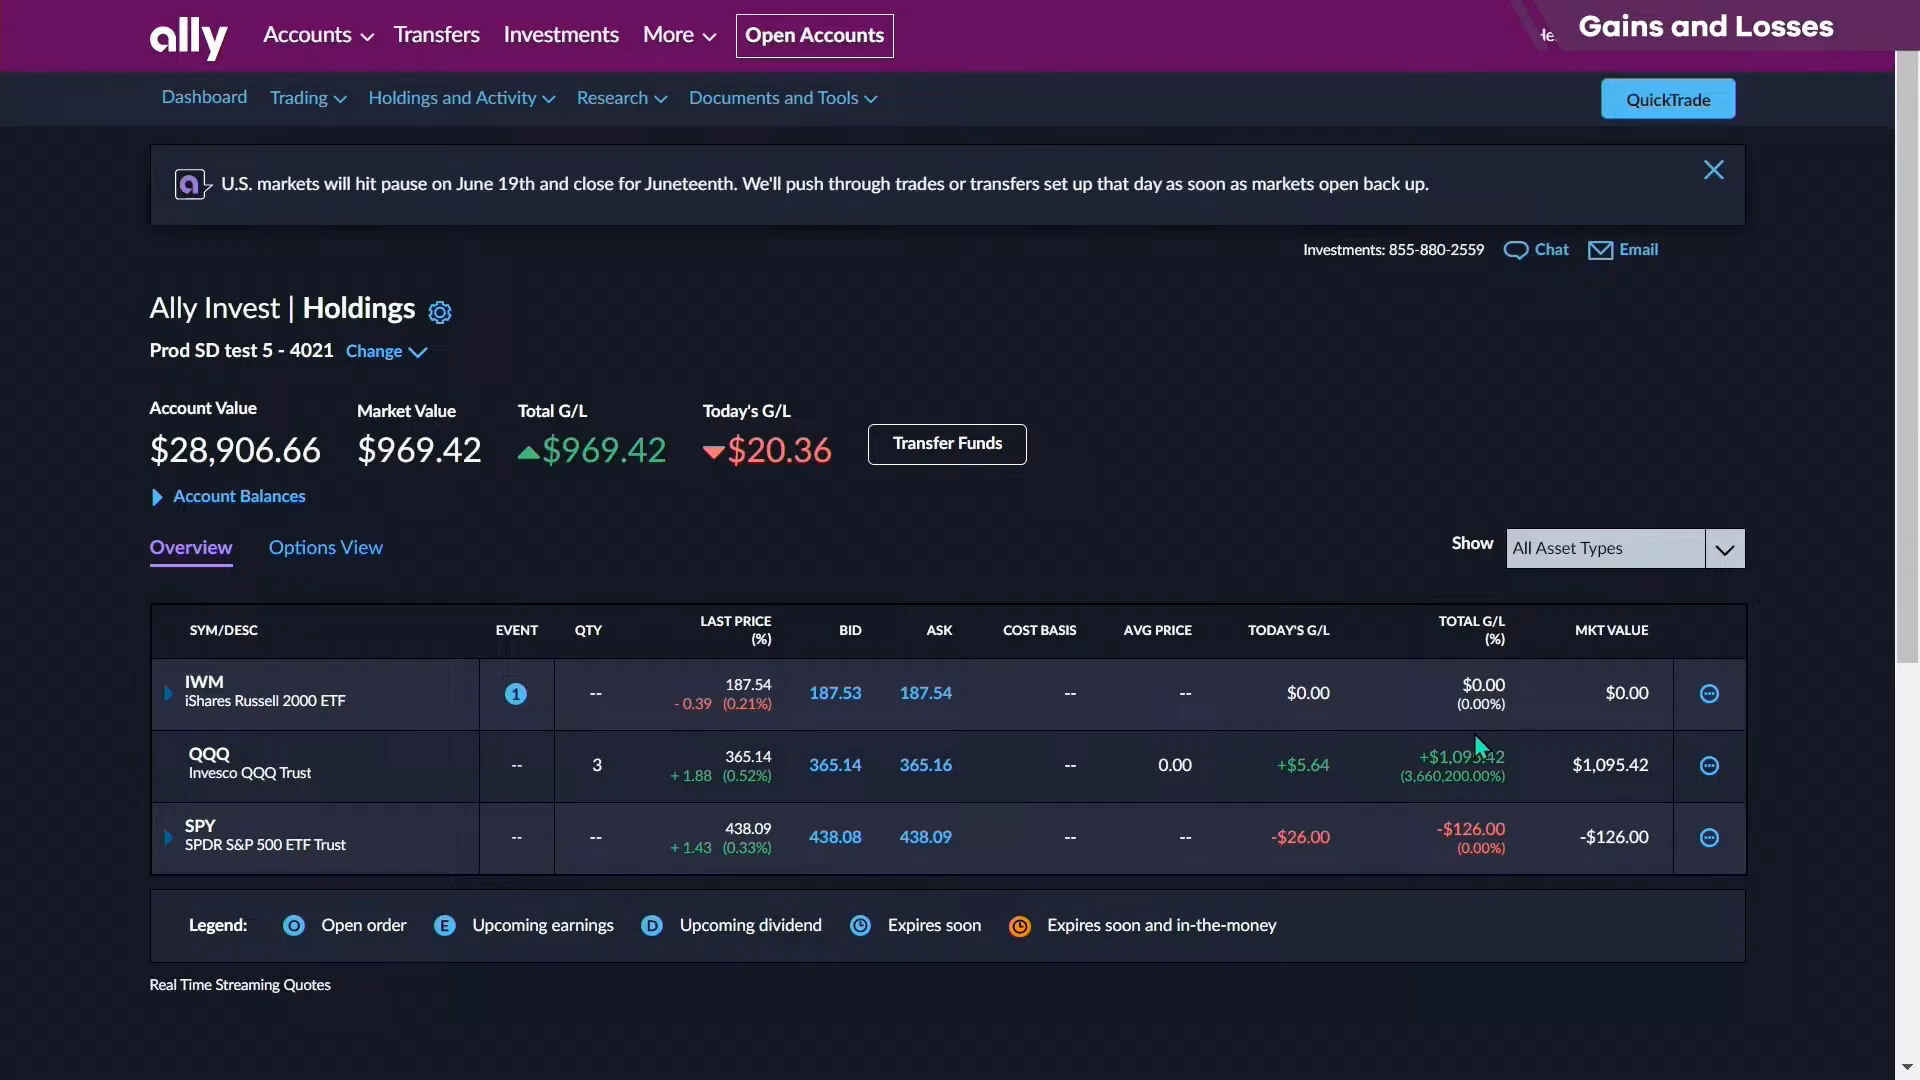 ally Accounts Transfers Investments More Open Accounts
Gains and Losses
Dashboard Trading Holdings and Activity Research Documents and Tools QuickTrade
U.S. markets will hit pause on June 19th and close for Juneteenth. We'll push through trades or transfers set up that day as soon as markets open back up.
Investments: 855-880-2559 Chat Email
Ally Invest | Holdings
Prod SD test 5 - 4021 Change
Account Value Market Value Total G/L Today's G/L
$28,906.66 $969.42 $969.42 $20.36 Transfer Funds
Account Balances
Overview Options View Show All Asset Types
SYM/DESC EVENT QTY LAST PRICE (%) BID ASK COST BASIS AVG PRICE TODAY'S G/L TOTAL G/L (%) MKT VALUE
IWM 1 -- 187.54 187.53 187.54 -- -- $0.00 $0.00 $0.00
iShares Russell 2000 ETF - 0.39 (0.21%) (0.00%)
QQQ -- 3 365.14 365.14 365.16 -- 0.00 +$5.64 +$1,095.42 $1,095.42
Invesco QQQ Trust + 1.88 (0.52%) (3,660,200.00%)
SPY -- -- 438.09 438.08 438.09 -- -- -$26.00 -$126.00 -$126.00
SPDR S&P 500 ETF Trust + 1.43 (0.33%) (0.00%)
Legend: O Open order E Upcoming earnings D Upcoming dividend Expires soon Expires soon and in-the-money
Real Time Streaming Quotes